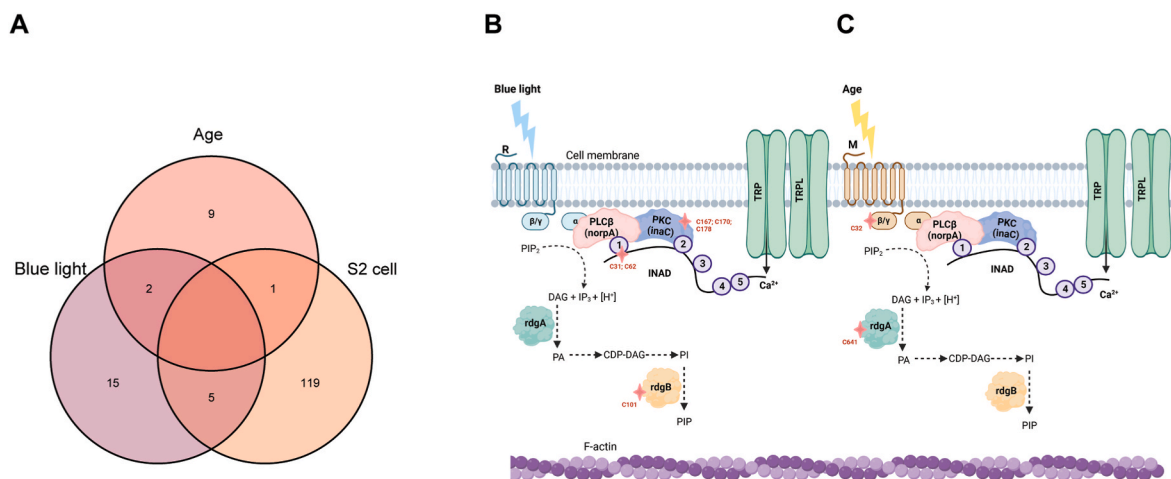 A
Age
9
Blue light
S2 cell
2
1
15
5
119
B
Blue light
R
Cell membrane
TRP
TRPL
β/γ
α
PLCβ
(norpA)
PKC
(inaC)
C167; C170;
C178
1
2
C31; C62
3
INAD
4
5
Ca²⁺
PIP₂
DAG + IP₃ + [H⁺]
rdgA
PA
CDP-DAG
PI
rdgB
C101
PIP
F-actin
C
Age
M
TRP
TRPL
C32
β/γ
α
PLCβ
(norpA)
PKC
(inaC)
1
2
3
INAD
4
5
Ca²⁺
PIP₂
DAG + IP₃ + [H⁺]
rdgA
C641
PA
CDP-DAG
PI
rdgB
PIP